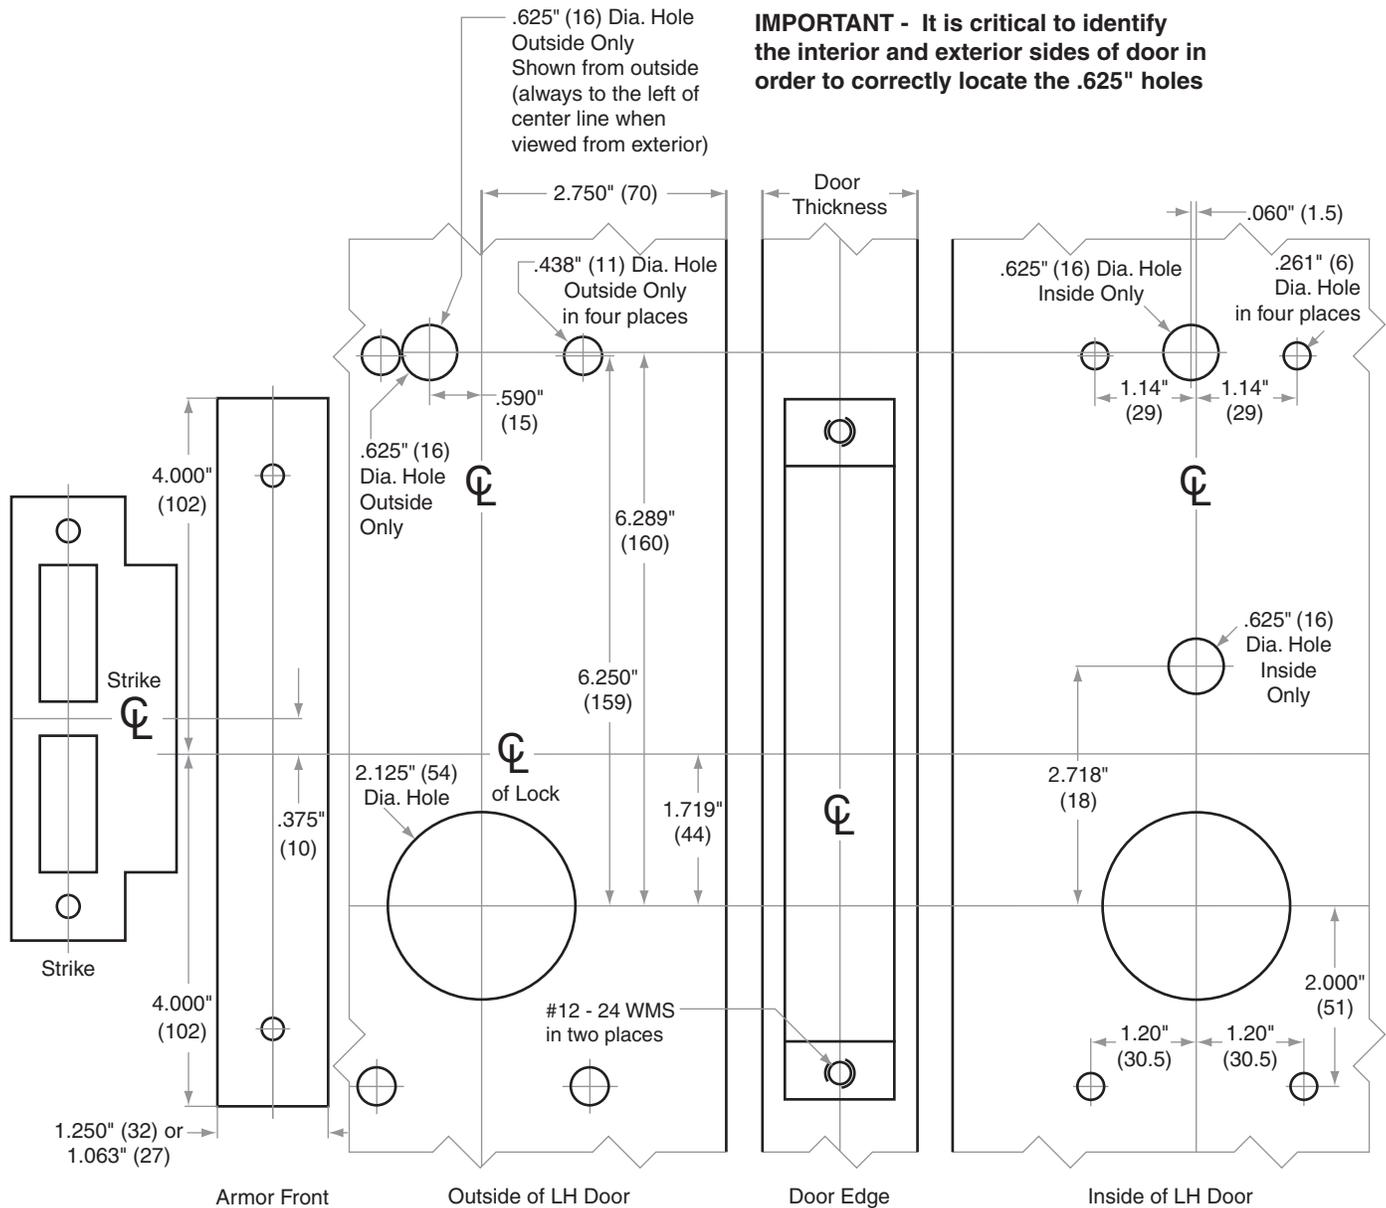 .625" (16) Dia. Hole
Outside Only
Shown from outside
(always to the left of
center line when
viewed from exterior)
IMPORTANT - It is critical to identify
the interior and exterior sides of door in
order to correctly locate the .625" holes
2.750" (70)
Door
Thickness
.060" (1.5)
.438" (11) Dia. Hole
Outside Only
in four places
.625" (16) Dia. Hole
Inside Only
.261" (6)
Dia. Hole
in four places
.590"
(15)
1.14"
(29)
1.14"
(29)
.625" (16)
Dia. Hole
Outside
Only
4.000"
(102)
CL
CL
6.289"
(160)
.625" (16)
Dia. Hole
Inside
Only
Strike
CL
6.250"
(159)
CL
of Lock
2.125" (54)
Dia. Hole
.375"
(10)
1.719"
(44)
CL
2.718"
(18)
Strike
4.000"
(102)
#12 - 24 WMS
in two places
2.000"
(51)
1.20"
(30.5)
1.20"
(30.5)
1.250" (32) or
1.063" (27)
Armor Front
Outside of LH Door
Door Edge
Inside of LH Door